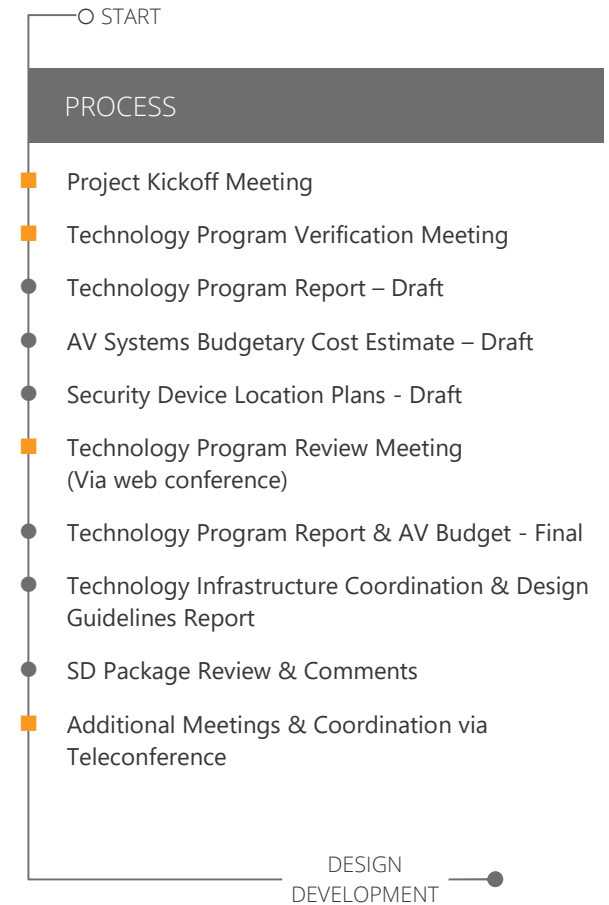 START
PROCESS
Project Kickoff Meeting
Technology Program Verification Meeting
Technology Program Report – Draft
AV Systems Budgetary Cost Estimate – Draft
Security Device Location Plans - Draft
Technology Program Review Meeting
(Via web conference)
Technology Program Report & AV Budget - Final
Technology Infrastructure Coordination & Design
Guidelines Report
SD Package Review & Comments
Additional Meetings & Coordination via
Teleconference
DESIGN
DEVELOPMENT